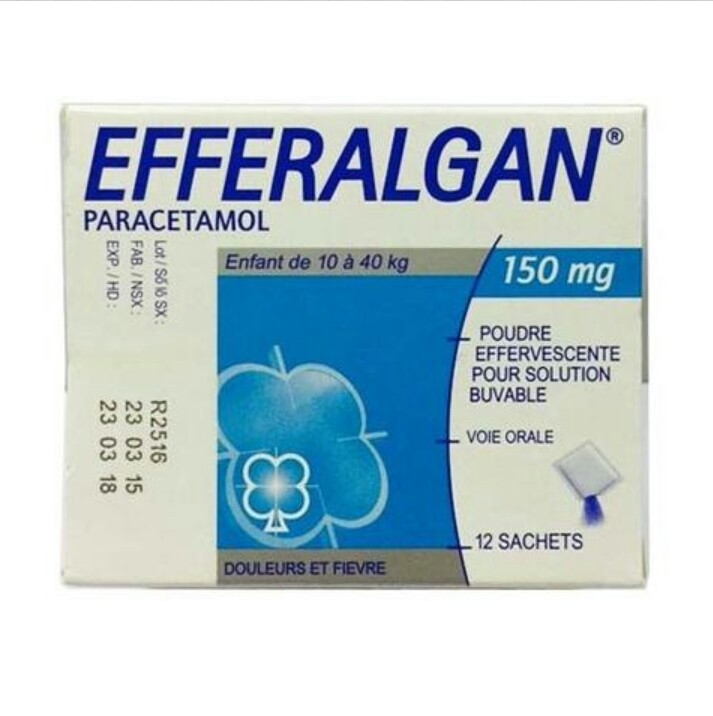 EFFERALGAN®
PARACETAMOL
Enfant de 10 à 40 kg
150 mg
POUDRE
EFFERVESCENTE
POUR SOLUTION
BUVABLE
VOIE ORALE
12 SACHETS
DOULEURS ET FIEVRE
Lot / Số lô SX :
FAB. / NSX :
EXP. / HD :
R2516
23 03 15
23 03 18